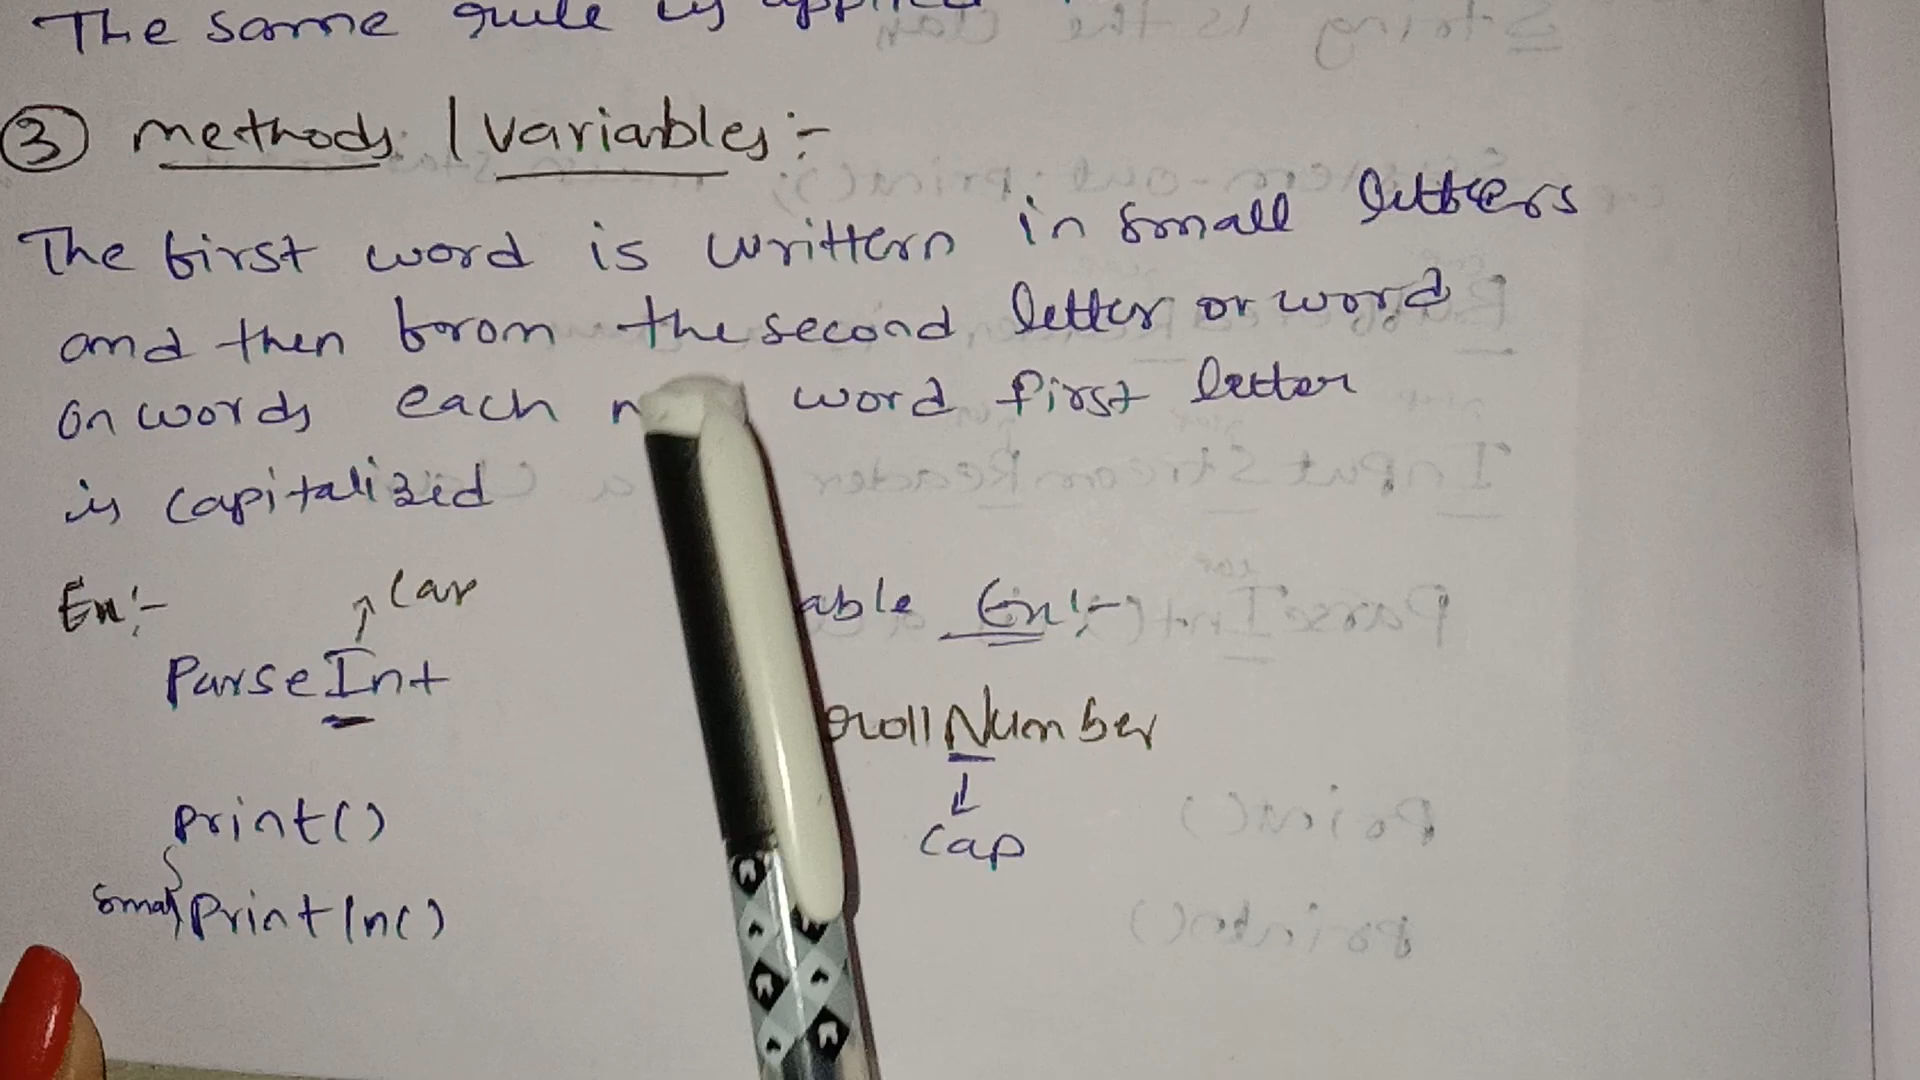 The same rule is
③ methods / variables :-
The first word is written in small letters
and then from the second letter or word
on words each word first letter
is capitalized
Ex:- cap
parseInt
able Ex:-
rollNumber
cap
print()
small println()